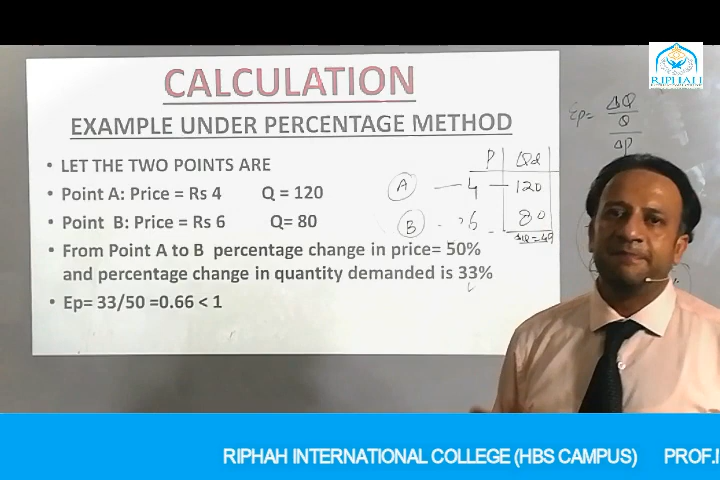 RIPHAH
CALCULATION
EXAMPLE UNDER PERCENTAGE METHOD
• LET THE TWO POINTS ARE
• Point A: Price = Rs 4 Q = 120
• Point B: Price = Rs 6 Q= 80
• From Point A to B percentage change in price= 50%
and percentage change in quantity demanded is 33%
• Ep= 33/50 =0.66 < 1
P Qd
A — 4 — 120
B 6 80
ΔQ = 40
Ep= ΔQ
Q
ΔP
RIPHAH INTERNATIONAL COLLEGE (HBS CAMPUS) PROF.